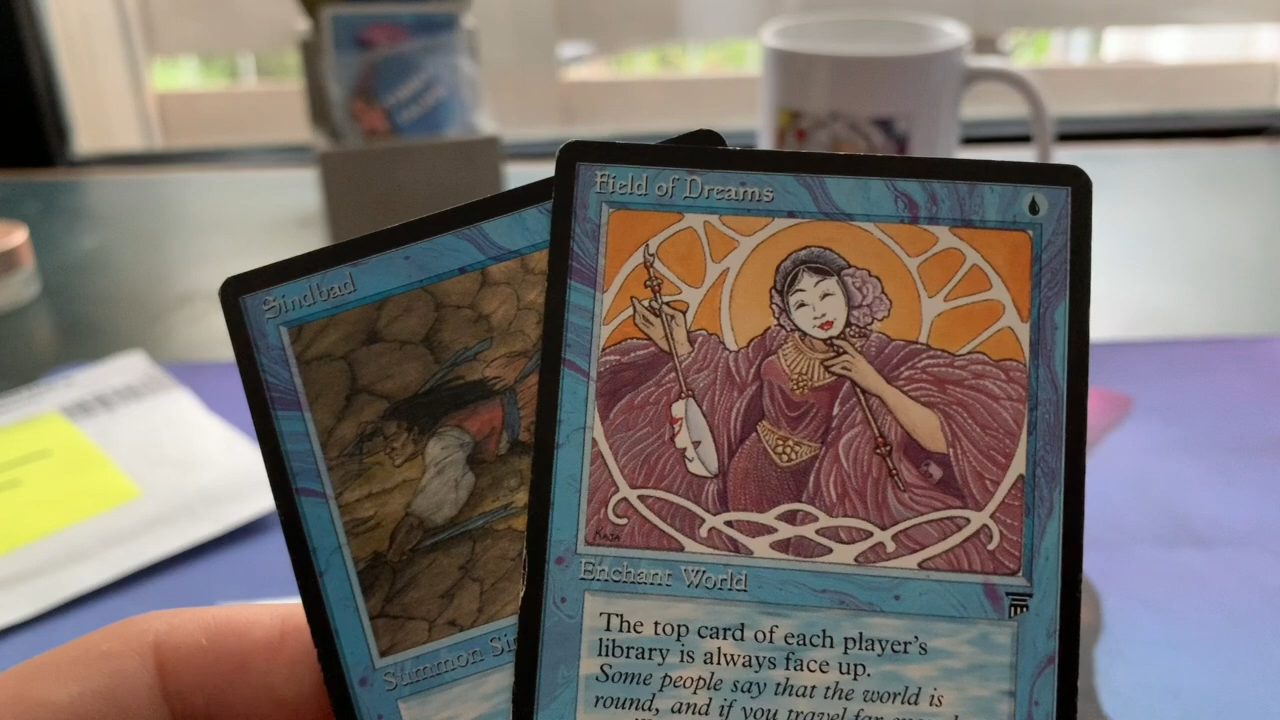 Sindbad
Summon
Field of Dreams
KAJA
Enchant World
The top card of each player's
library is always face up.
Some people say that the world is
round, and if you travel far